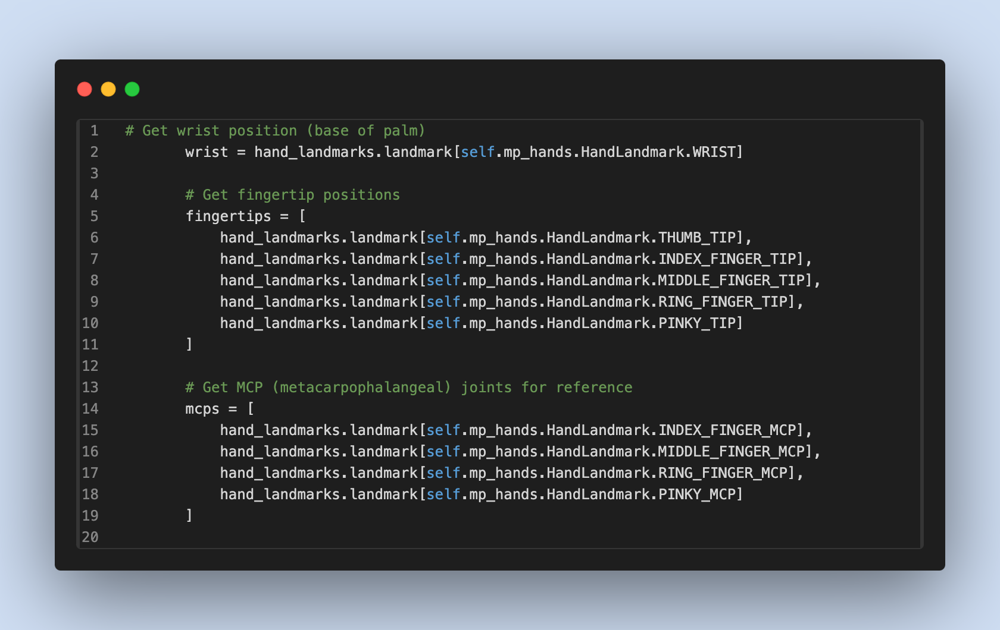 1 # Get wrist position (base of palm)
2 wrist = hand_landmarks.landmark[self.mp_hands.HandLandmark.WRIST]
3
4 # Get fingertip positions
5 fingertips = [
6 hand_landmarks.landmark[self.mp_hands.HandLandmark.THUMB_TIP],
7 hand_landmarks.landmark[self.mp_hands.HandLandmark.INDEX_FINGER_TIP],
8 hand_landmarks.landmark[self.mp_hands.HandLandmark.MIDDLE_FINGER_TIP],
9 hand_landmarks.landmark[self.mp_hands.HandLandmark.RING_FINGER_TIP],
10 hand_landmarks.landmark[self.mp_hands.HandLandmark.PINKY_TIP]
11 ]
12
13 # Get MCP (metacarpophalangeal) joints for reference
14 mcps = [
15 hand_landmarks.landmark[self.mp_hands.HandLandmark.INDEX_FINGER_MCP],
16 hand_landmarks.landmark[self.mp_hands.HandLandmark.MIDDLE_FINGER_MCP],
17 hand_landmarks.landmark[self.mp_hands.HandLandmark.RING_FINGER_MCP],
18 hand_landmarks.landmark[self.mp_hands.HandLandmark.PINKY_MCP]
19 ]
20